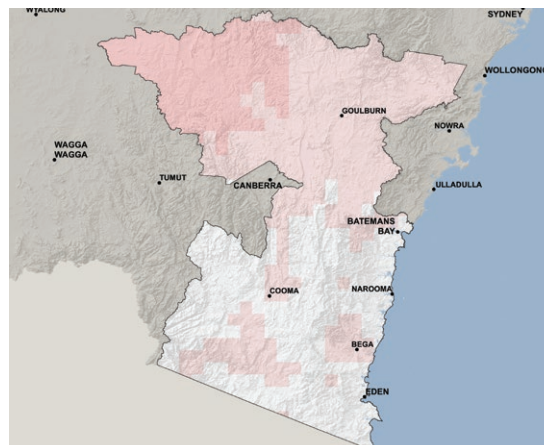 WYALONG
SYDNEY
WOLLONGONG
GOULBURN
NOWRA
WAGGA
WAGGA
TUMUT
CANBERRA
ULLADULLA
BATEMANS
BAY
COOMA
NAROOMA
BEGA
EDEN